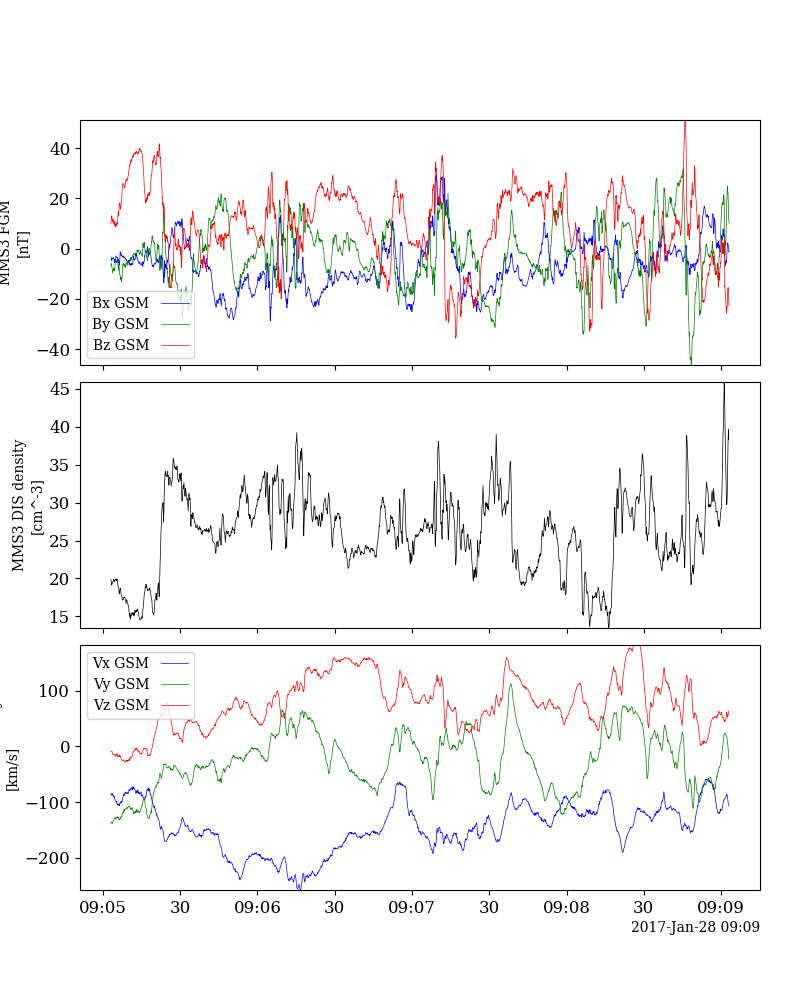 40
20
0
−20
−40
MMS3 FGM
[nT]
Bx GSM
By GSM
Bz GSM
45
40
35
30
25
20
15
MMS3 DIS density
[cm^-3]
100
0
−100
−200
[km/s]
Vx GSM
Vy GSM
Vz GSM
09:05 30 09:06 30 09:07 30 09:08 30 09:09
2017-Jan-28 09:09